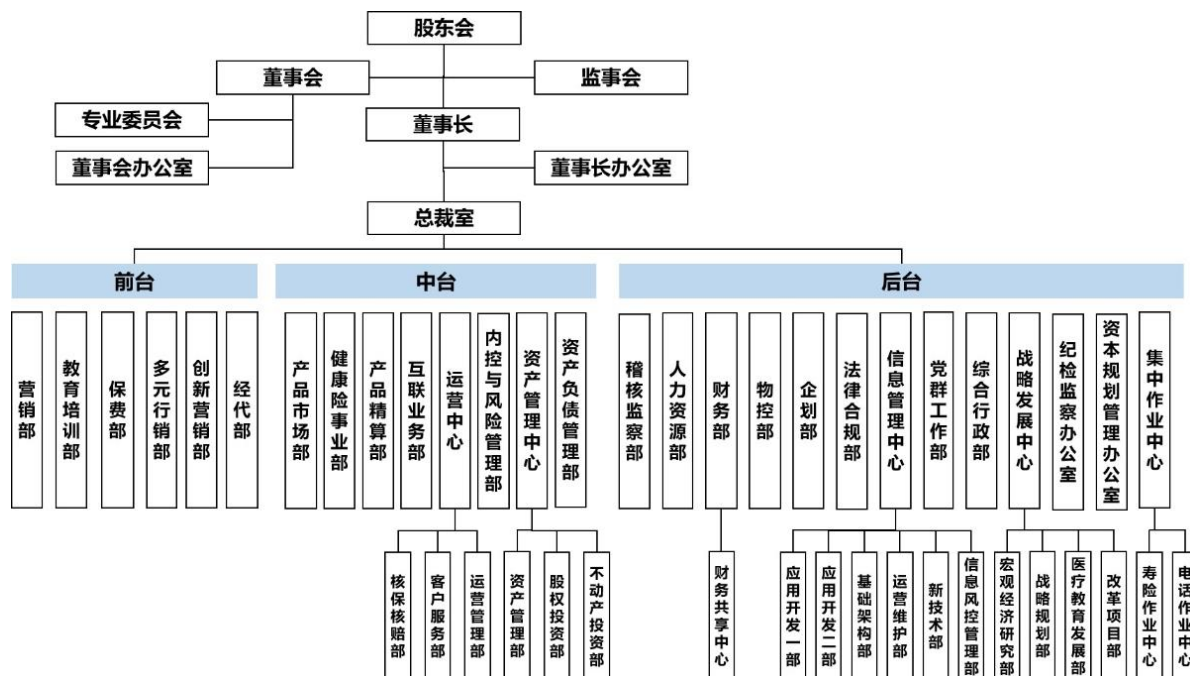 股东会
董事会
监事会
专业委员会
董事长
董事会办公室
董事长办公室
总裁室
前台
中台
后台
营销部
教育培训部
保费部
多元行销部
创新营销部
经代部
产品市场部
健康险事业部
产品精算部
互联业务部
运营中心
内控与风险管理部
资产管理中心
资产负债管理部
稽核监察部
人力资源部
财务部
物控部
企划部
法律合规部
信息管理中心
党群工作部
综合行政部
战略发展中心
纪检监察办公室
资本规划管理办公室
集中作业中心
核保核赔部
客户服务部
运营管理部
资产管理部
股权投资部
不动产投资部
财务共享中心
应用开发一部
应用开发二部
基础架构部
运营维护部
新技术部
信息风控管理部
宏观经济研究部
战略规划部
医疗教育发展部
改革项目部
寿险作业中心
电话作业中心